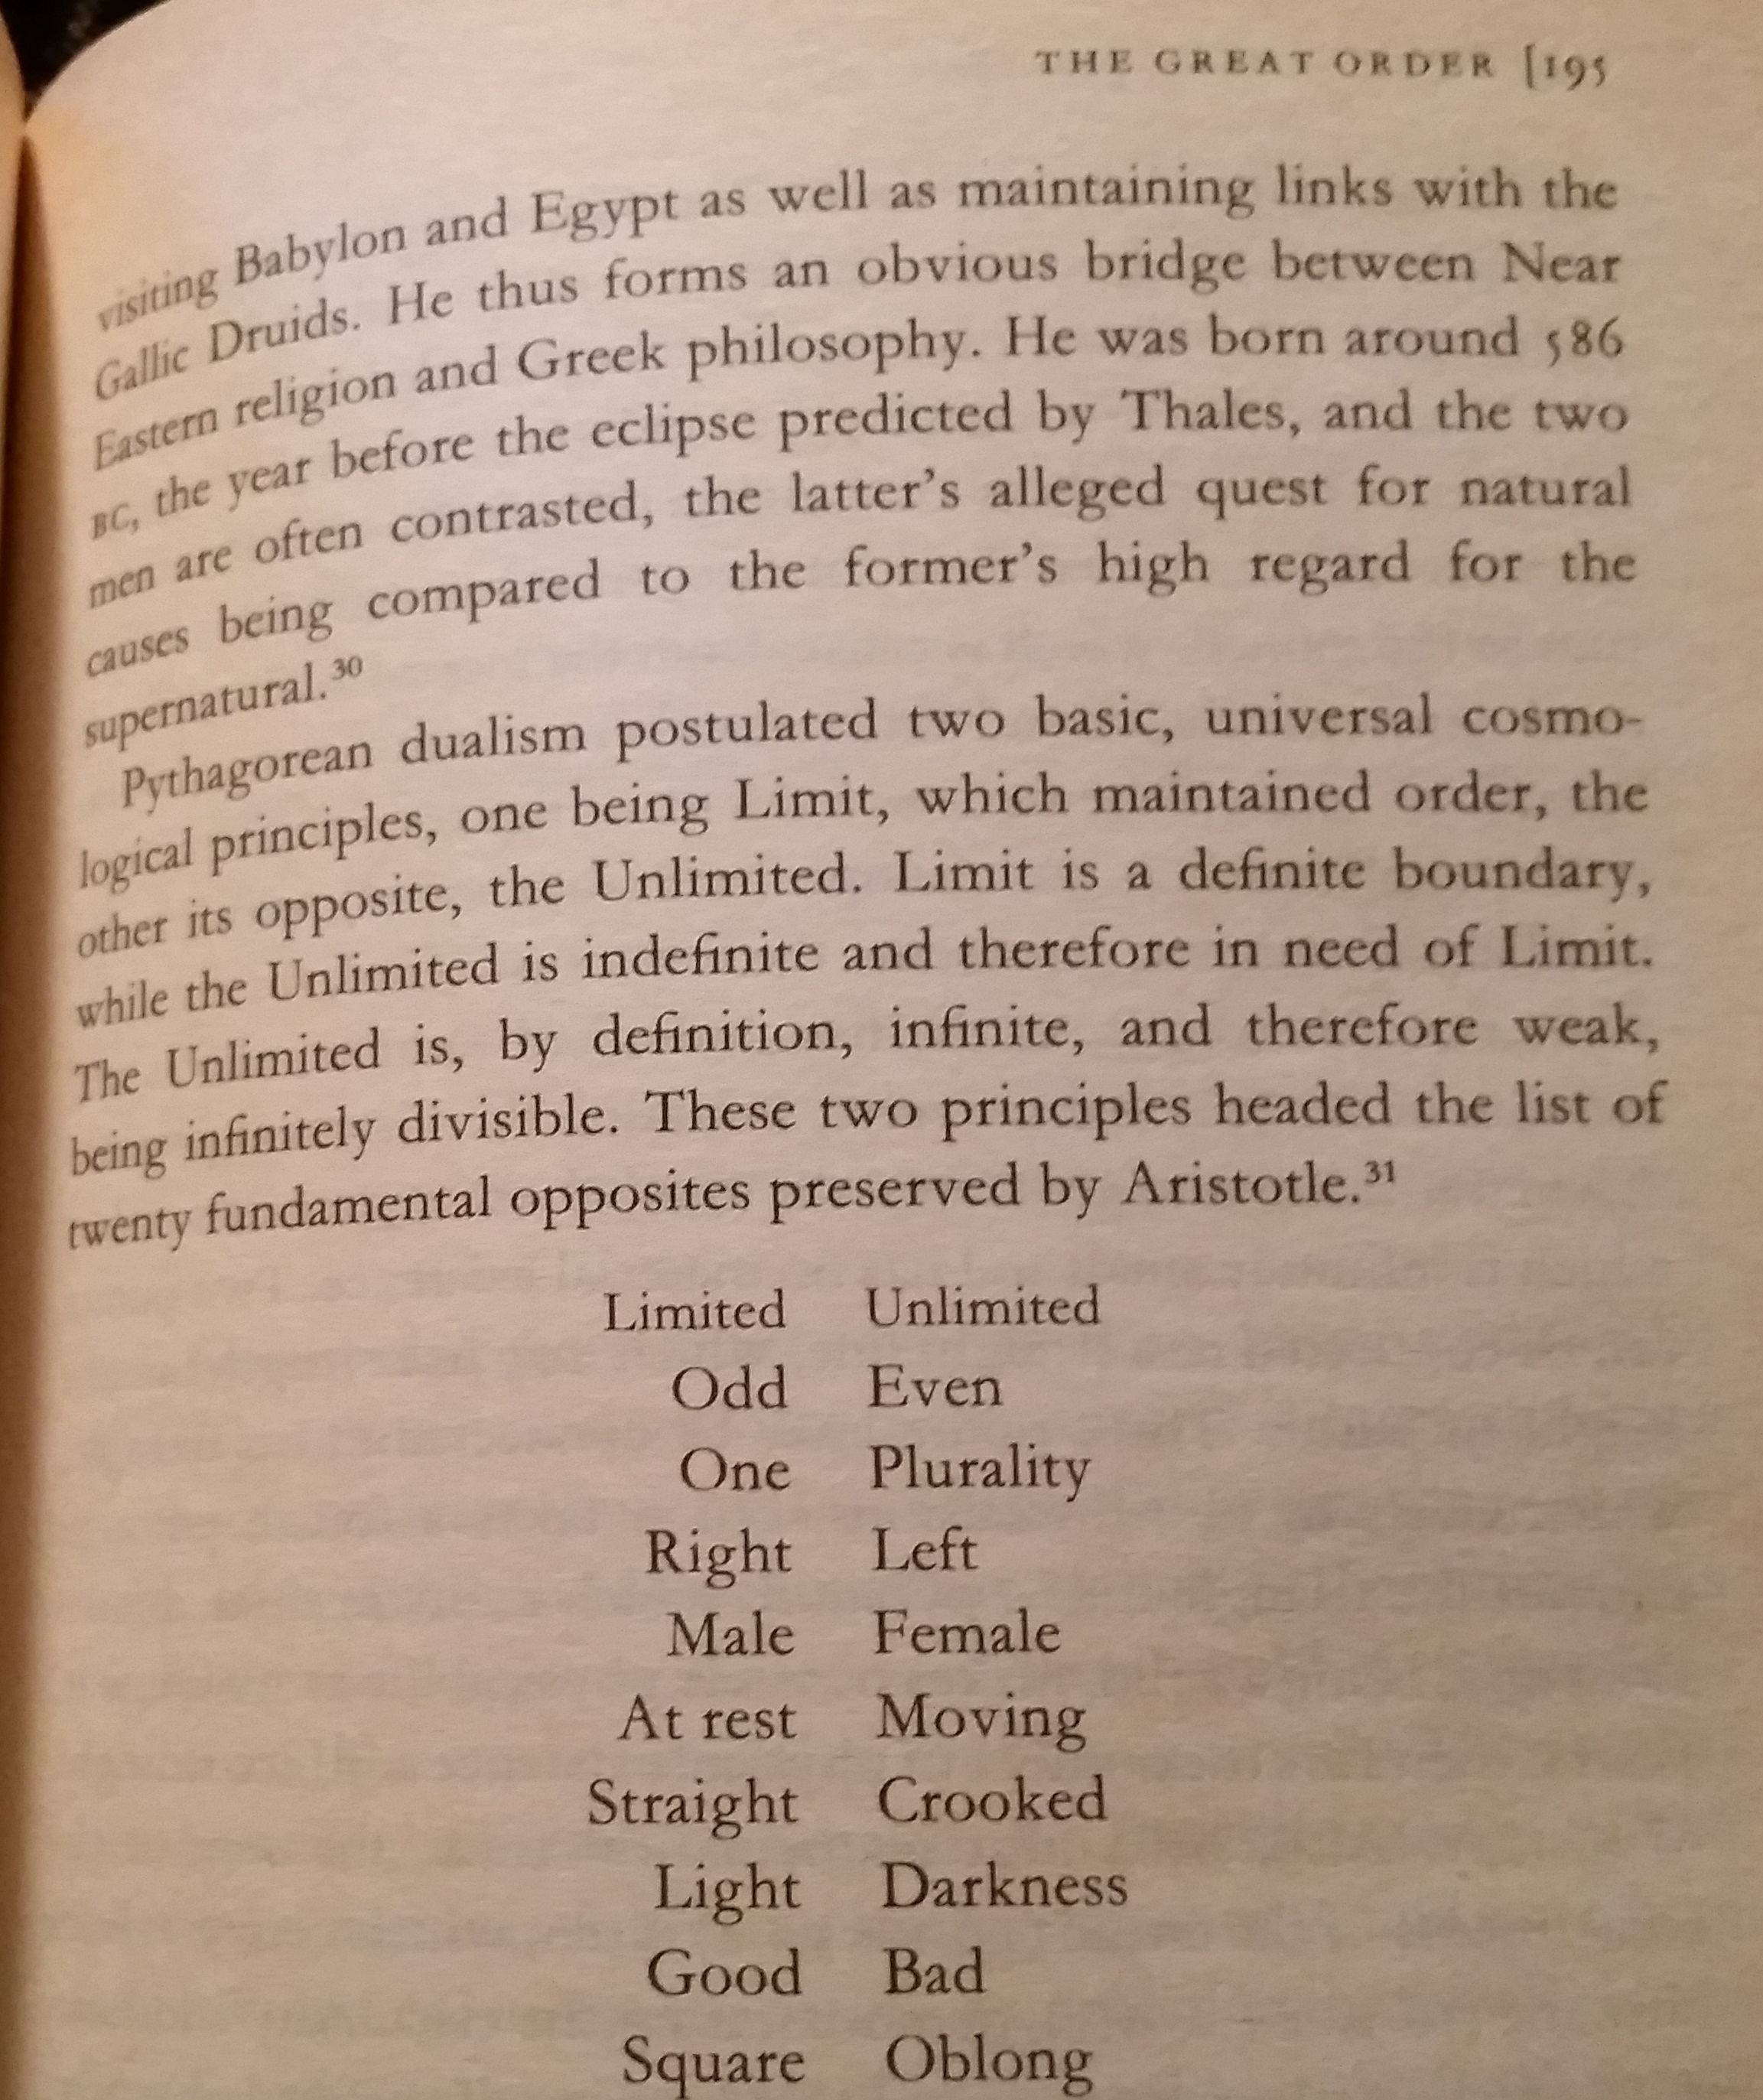 THE GREAT ORDER [195
visiting Babylon and Egypt as well as maintaining links with the
Gallic Druids. He thus forms an obvious bridge between Near
Eastern religion and Greek philosophy. He was born around 586
BC, the year before the eclipse predicted by Thales, and the two
men are often contrasted, the latter's alleged quest for natural
causes being compared to the former's high regard for the
supernatural.³⁰
Pythagorean dualism postulated two basic, universal cosmo-
logical principles, one being Limit, which maintained order, the
other its opposite, the Unlimited. Limit is a definite boundary,
while the Unlimited is indefinite and therefore in need of Limit.
The Unlimited is, by definition, infinite, and therefore weak,
being infinitely divisible. These two principles headed the list of
twenty fundamental opposites preserved by Aristotle.³¹
Limited Unlimited
Odd Even
One Plurality
Right Left
Male Female
At rest Moving
Straight Crooked
Light Darkness
Good Bad
Square Oblong